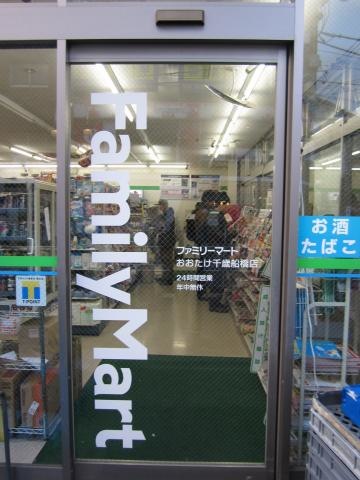 FamilyMart
ファミリーマート
おおたけ千歳船橋店
24時間営業
年中無休
お酒
たばこ
T-POINT